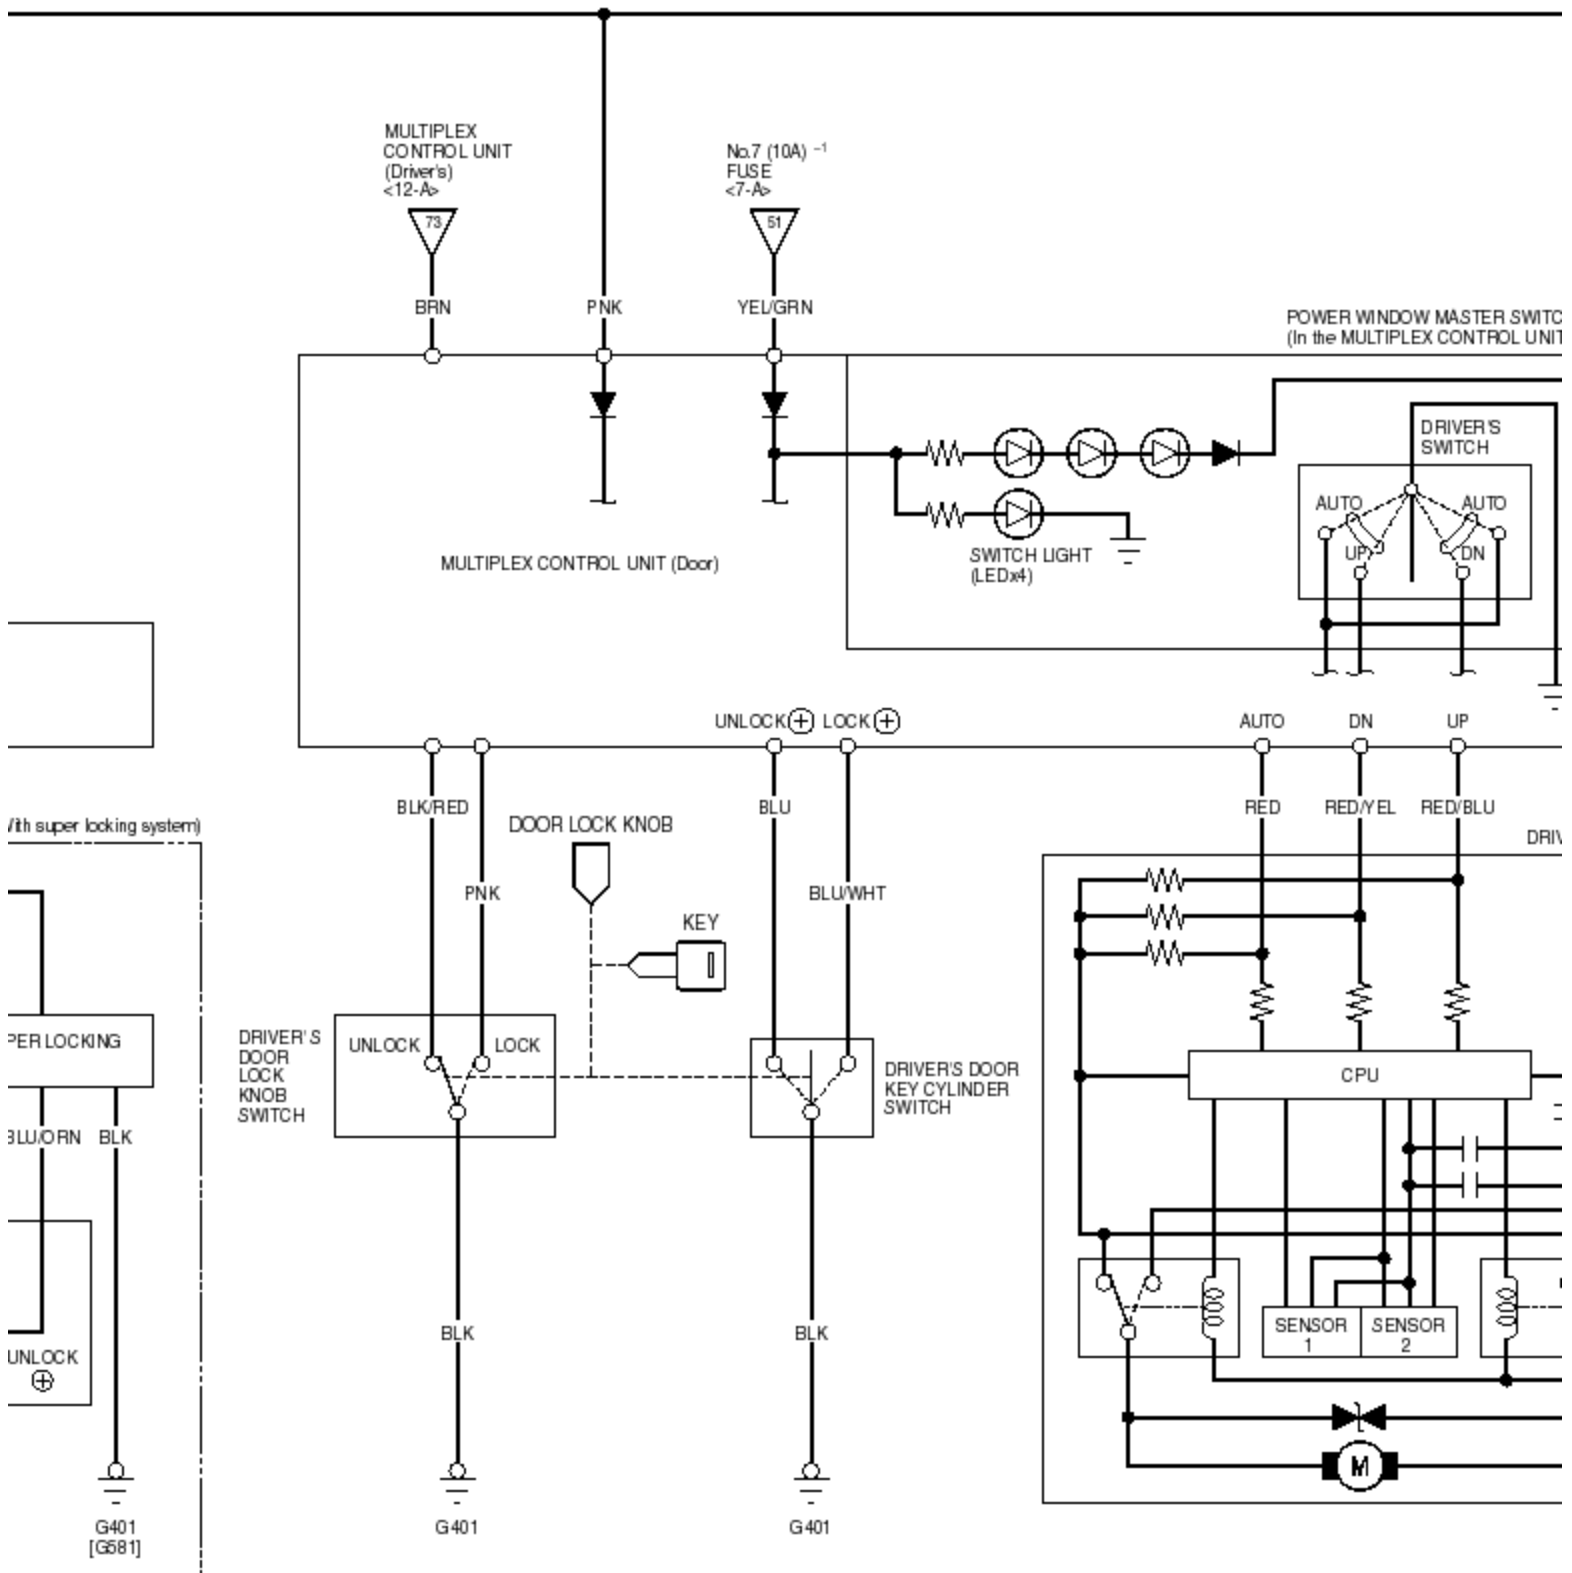 MULTIPLEX
CONTROL UNIT
(Driver's)
<12-A>
73
BRN
PNK
No.7 (10A) –1
FUSE
<7-A>
51
YEL/GRN
POWER WINDOW MASTER SWITC
(In the MULTIPLEX CONTROL UNIT
DRIVER'S
SWITCH
AUTO
AUTO
UP
DN
SWITCH LIGHT
(LEDx4)
MULTIPLEX CONTROL UNIT (Door)
UNLOCK + LOCK +
AUTO
DN
UP
BLK/RED
BLU
RED
RED/YEL
RED/BLU
DOOR LOCK KNOB
ith super locking system)
DRIV
PNK
BLU/WHT
KEY
PER LOCKING
DRIVER'S
DOOR
LOCK
KNOB
SWITCH
UNLOCK
LOCK
DRIVER'S DOOR
KEY CYLINDER
SWITCH
CPU
BLU/ORN
BLK
SENSOR
1
SENSOR
2
BLK
BLK
UNLOCK
+
M
G401
[G581]
G401
G401